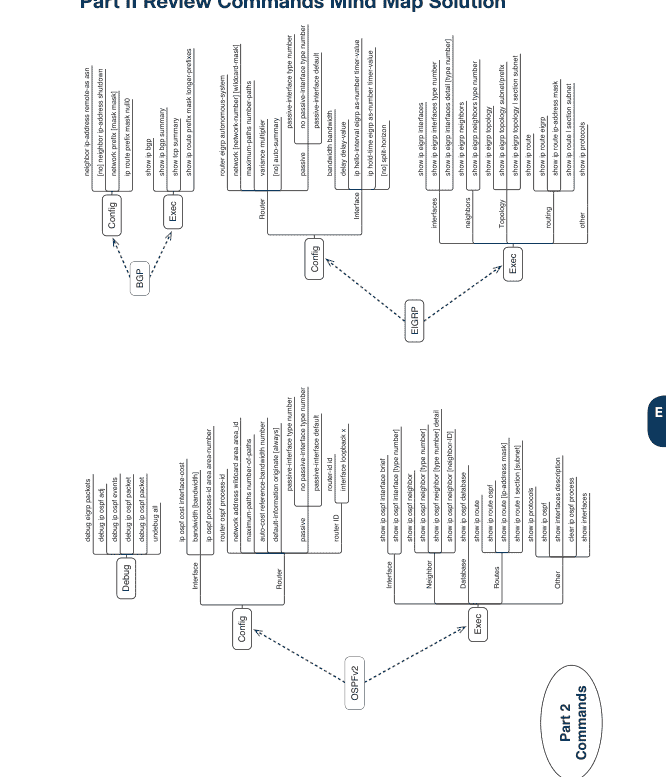 Part II Review Commands Mind Map Solution
E
Part 2
Commands
OSPFv2
Config
Interface
ip ospf cost interface-cost
bandwidth [bandwidth]
ip ospf process-id area area-number
Router
router ospf process-id
network address wildcard area area_id
maximum-paths number-of-paths
auto-cost reference-bandwidth number
default-information originate [always]
passive
passive-interface type number
no passive-interface type number
passive-interface default
router ID
router-id id
interface loopback x
Exec
Interface
show ip ospf interface brief
show ip ospf interface [type number]
Neighbor
show ip ospf neighbor
show ip ospf neighbor [type number]
show ip ospf neighbor [type number] detail
show ip ospf neighbor [neighbor-ID]
Database
show ip ospf database
Routes
show ip route
show ip route ospf
show ip route [ip-address mask]
show ip route | section [subnet]
Other
show ip protocols
show ip ospf
show interfaces description
clear ip ospf process
show interfaces
Debug
debug eigrp packets
debug ip ospf adj
debug ip ospf events
debug ip ospf packet
debug ip ospf packet
undebug all
EIGRP
Config
Router
router eigrp autonomous-system
network [network-number] [wildcard-mask]
maximum-paths number-paths
variance multiplier
[no] auto-summary
passive
passive-interface type number
no passive-interface type number
passive-interface default
Interface
bandwidth bandwidth
delay delay-value
ip hello-interval eigrp as-number timer-value
ip hold-time eigrp as-number timer-value
[no] split-horizon
Exec
interfaces
show ip eigrp interfaces
show ip eigrp interfaces type number
show ip eigrp interfaces detail [type number]
neighbors
show ip eigrp neighbors
show ip eigrp neighbors type number
Topology
show ip eigrp topology
show ip eigrp topology subnet/prefix
show ip eigrp topology | section subnet
routing
show ip route
show ip route eigrp
show ip route ip-address mask
show ip route | section subnet
other
show ip protocols
BGP
Config
neighbor ip-address remote-as asn
[no] neighbor ip-address shutdown
network prefix [mask mask]
ip route prefix mask null0
Exec
show ip bgp
show ip bgp summary
show tcp summary
show ip route prefix mask longer-prefixes